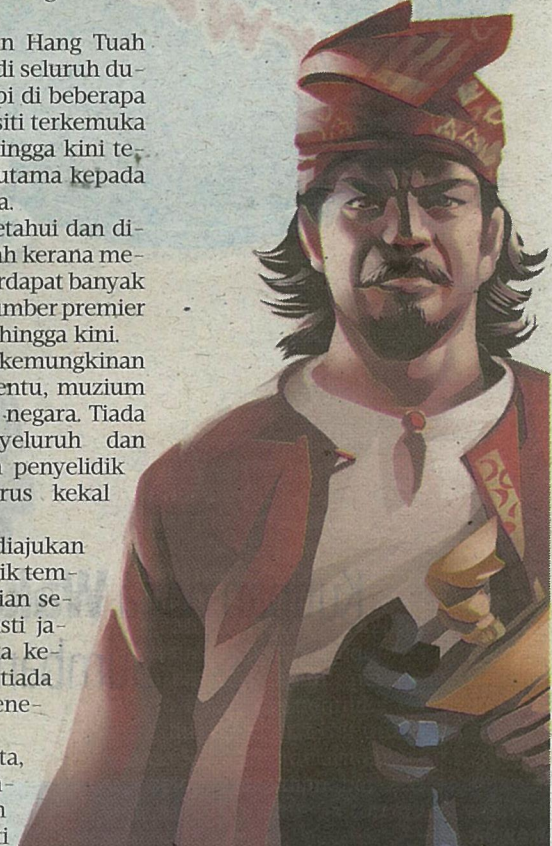 n Hang Tuah
di seluruh du-
pi di beberapa
siti terkemuka
ingga kini te-
utama kepada
a.
etahui dan di-
ah kerana me-
rdapat banyak
umber premier
hingga kini.
kemungkinan
entu, muzium
negara. Tiada
yeluruh dan
penyelidik
rus kekal
diajukan
ik tem-
ian se-
sti ja-
a ke-
tiada
ene-
ta,
a-
n
ti